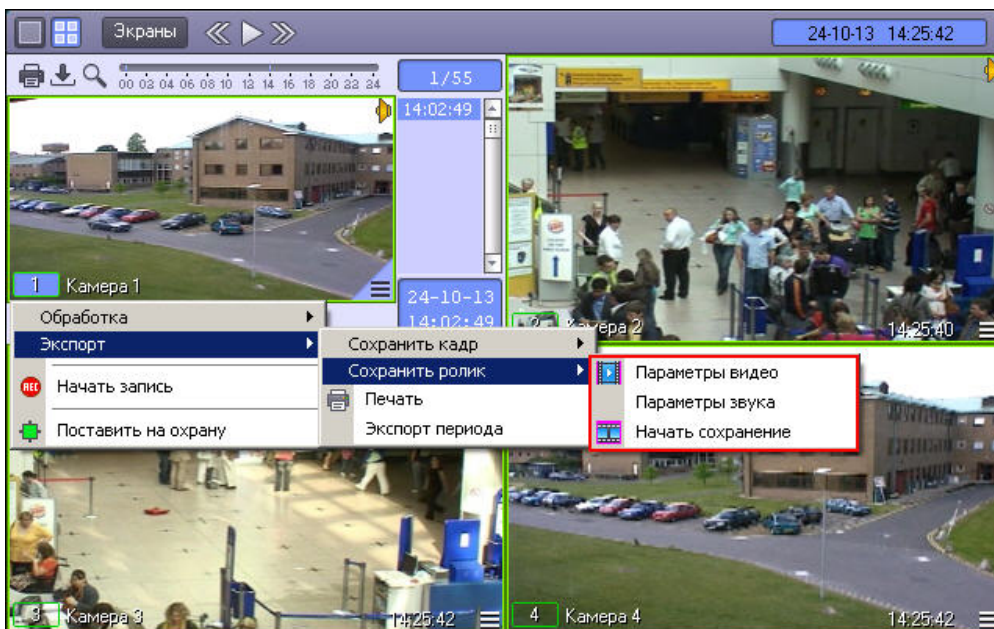 Экраны
24-10-13 14:25:42
00 02 04 06 08 10 12 14 16 18 20 22 24
1/55
14:02:49
1 Камера 1
24-10-13
14:02:49
2 Камера 2
14:25:40
Обработка
Экспорт
REC Начать запись
Поставить на охрану
Сохранить кадр
Сохранить ролик
Печать
Экспорт периода
Параметры видео
Параметры звука
Начать сохранение
3 Камера 3
14:25:42
4 Камера 4
14:25:42